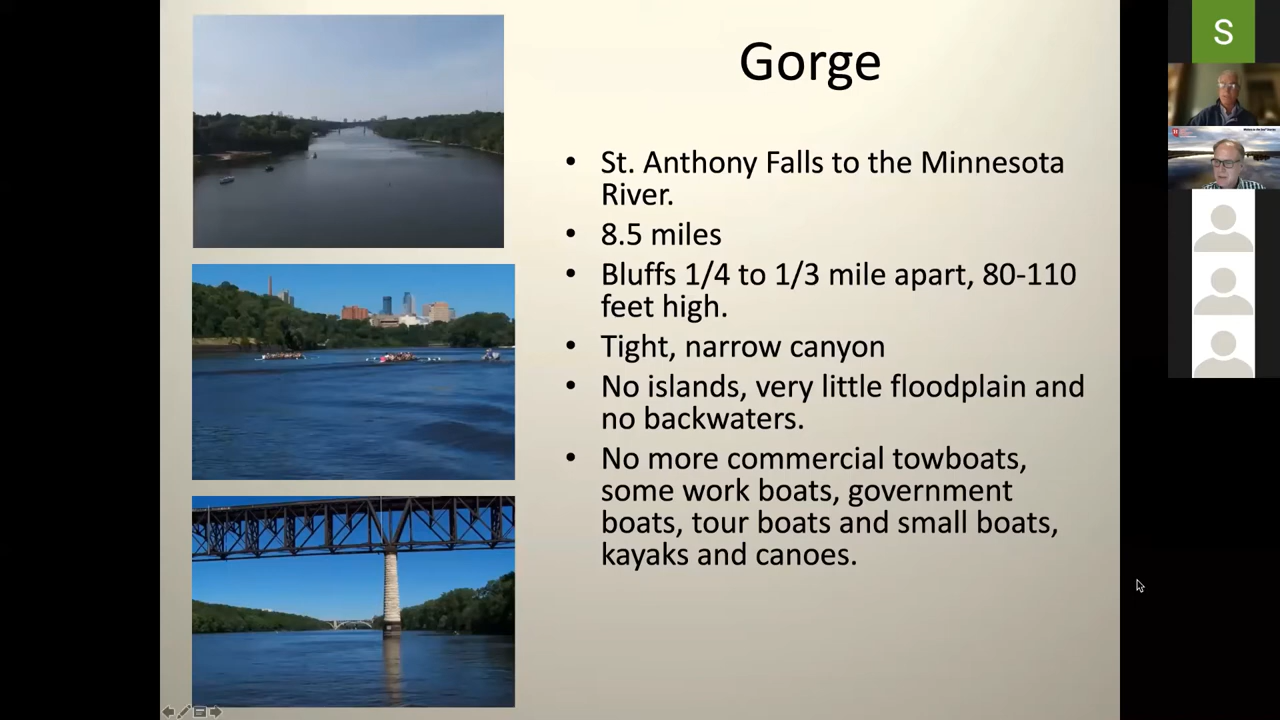 Gorge
• St. Anthony Falls to the Minnesota
River.
• 8.5 miles
• Bluffs 1/4 to 1/3 mile apart, 80-110
feet high.
• Tight, narrow canyon
• No islands, very little floodplain and
no backwaters.
• No more commercial towboats,
some work boats, government
boats, tour boats and small boats,
kayaks and canoes.
S